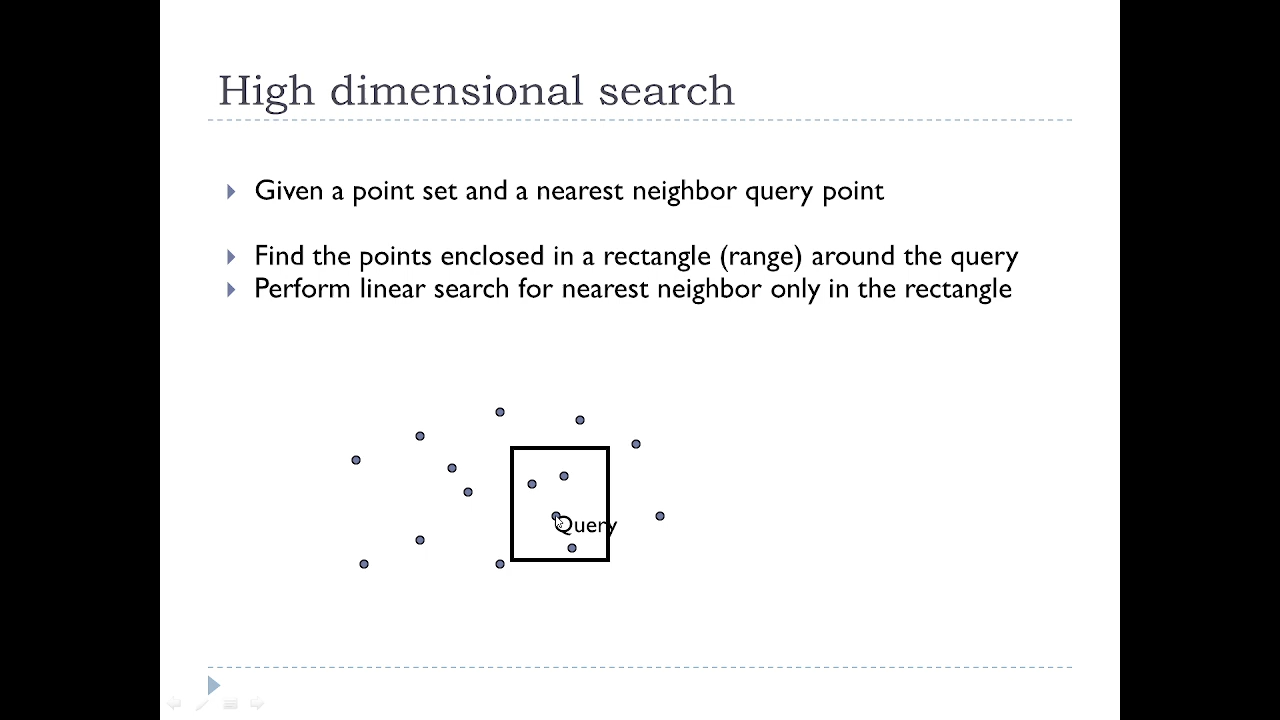 High dimensional search
Given a point set and a nearest neighbor query point
Find the points enclosed in a rectangle (range) around the query
Perform linear search for nearest neighbor only in the rectangle
Query